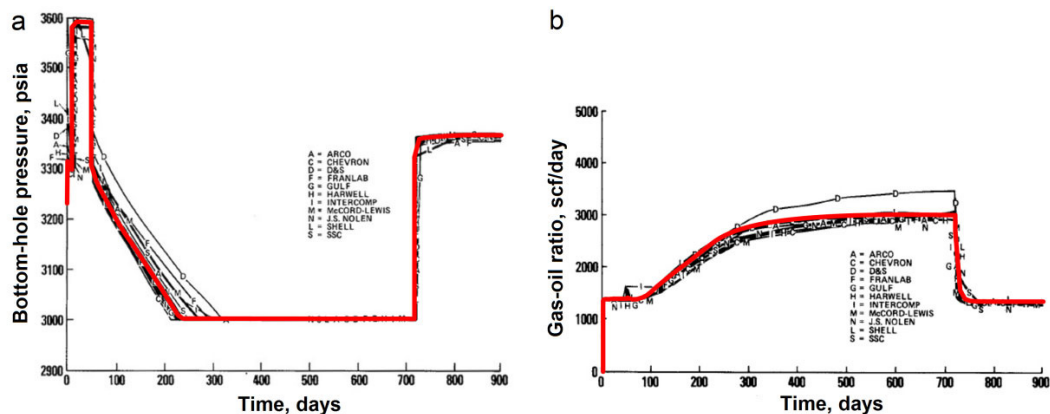 a
Bottom-hole pressure, psia
3600
3500
3400
3300
3200
3100
3000
2900
L
D
A
H
F
A = ARCO
C = CHEVRON
D = D&S
F = FRANLAB
G = GULF
H = HARWELL
I = INTERCOMP
M = McCORD-LEWIS
N = J.S. NOLEN
L = SHELL
S = SSC
0 100 200 300 400 500 600 700 800 900
Time, days
b
Gas-oil ratio, scf/day
5000
4000
3000
2000
1000
0
A = ARCO
C = CHEVRON
D = D&S
F = FRANLAB
G = GULF
H = HARWELL
I = INTERCOMP
M = McCORD-LEWIS
N = J.S. NOLEN
L = SHELL
S = SSC
0 100 200 300 400 500 600 700 800 900
Time, days